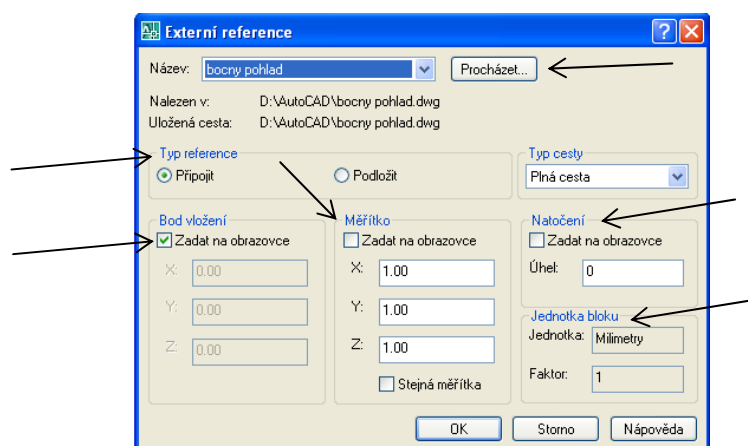 Externí reference
Název: bocny pohlad Procházet...
Nalezen v: D:\AutoCAD\bocny pohlad.dwg
Uložená cesta: D:\AutoCAD\bocny pohlad.dwg
Typ reference Typ cesty
Připojit Podložit Plná cesta
Bod vložení Měřítko Natočení
Zadat na obrazovce Zadat na obrazovce Zadat na obrazovce
X: 0.00 X: 1.00 Úhel: 0
Y: 0.00 Y: 1.00 Jednotka bloku
Z: 0.00 Z: 1.00 Jednotka: Milimetry
Stejná měřítka Faktor: 1
OK Storno Nápověda